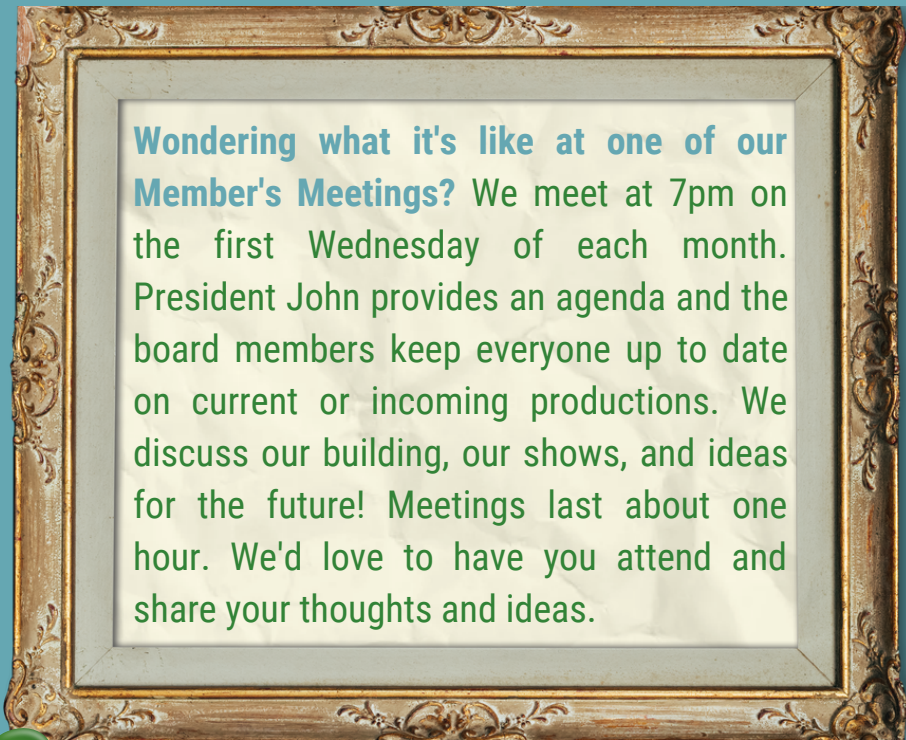 Wondering what it's like at one of our
Member's Meetings? We meet at 7pm on
the first Wednesday of each month.
President John provides an agenda and the
board members keep everyone up to date
on current or incoming productions. We
discuss our building, our shows, and ideas
for the future! Meetings last about one
hour. We'd love to have you attend and
share your thoughts and ideas.